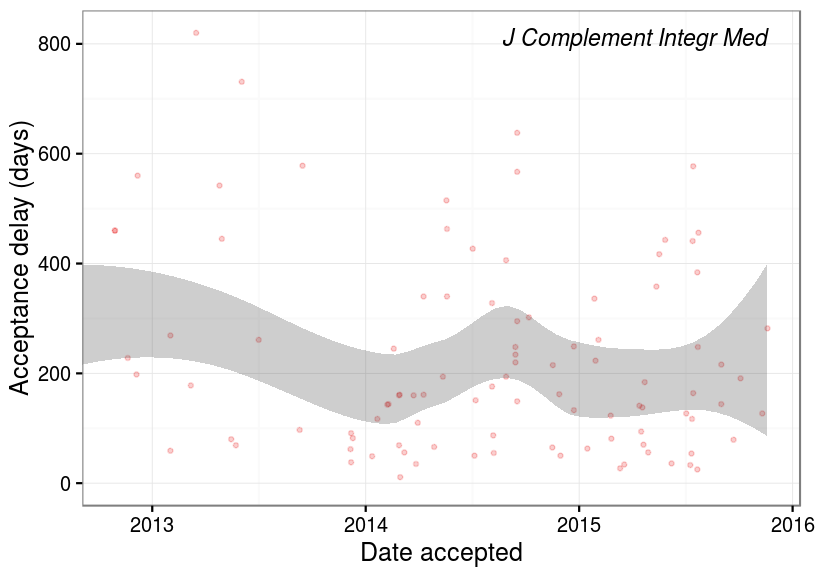 J Complement Integr Med
Acceptance delay (days)
800
600
400
200
0
2013 2014 2015 2016
Date accepted